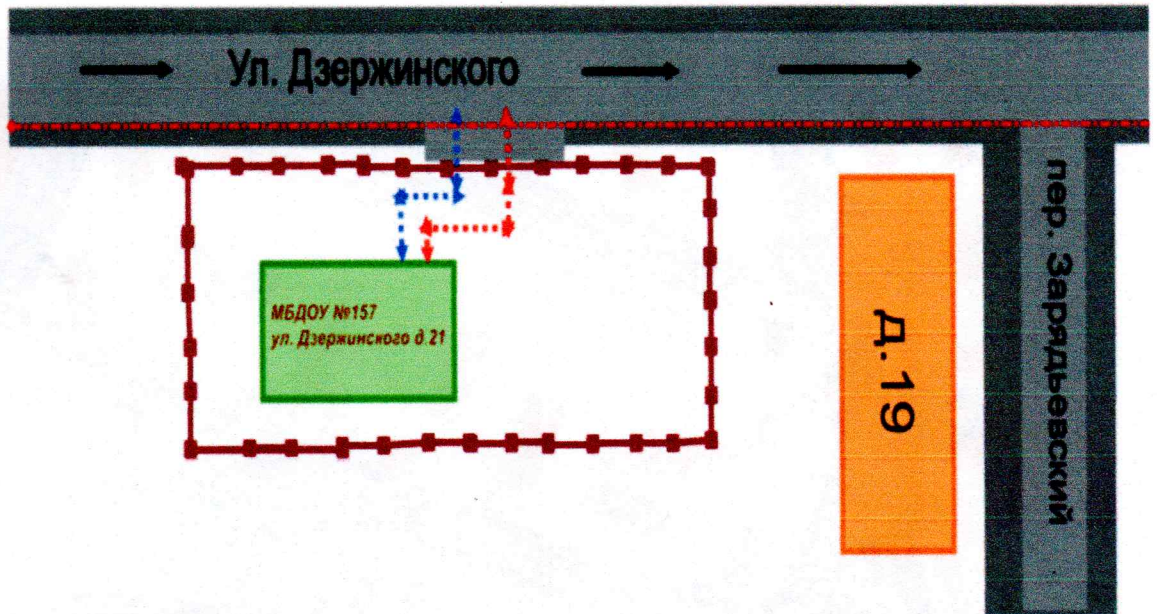 Ул. Дзержинского
МБДОУ №157
ул. Дзержинского д.21
д.19
пер. Зарядьевский